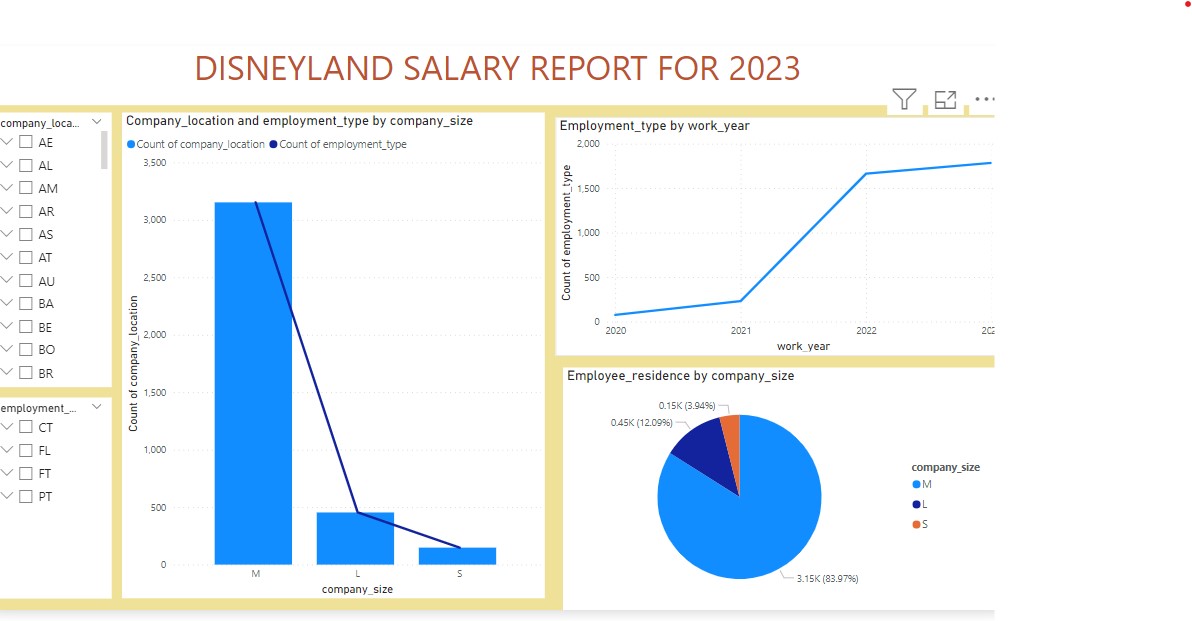 DISNEYLAND SALARY REPORT FOR 2023
company_loca...
AE
AL
AM
AR
AS
AT
AU
BA
BE
BO
BR
employment_...
CT
FL
FT
PT
Company_location and employment_type by company_size
Count of company_location Count of employment_type
3,500
3,000
2,500
2,000
1,500
1,000
500
0
Count of company_location
M L S
company_size
Employment_type by work_year
2,000
1,500
1,000
500
0
Count of employment_type
2020 2021 2022 202
work_year
Employee_residence by company_size
0.15K (3.94%)
0.45K (12.09%)
3.15K (83.97%)
company_size
M
L
S